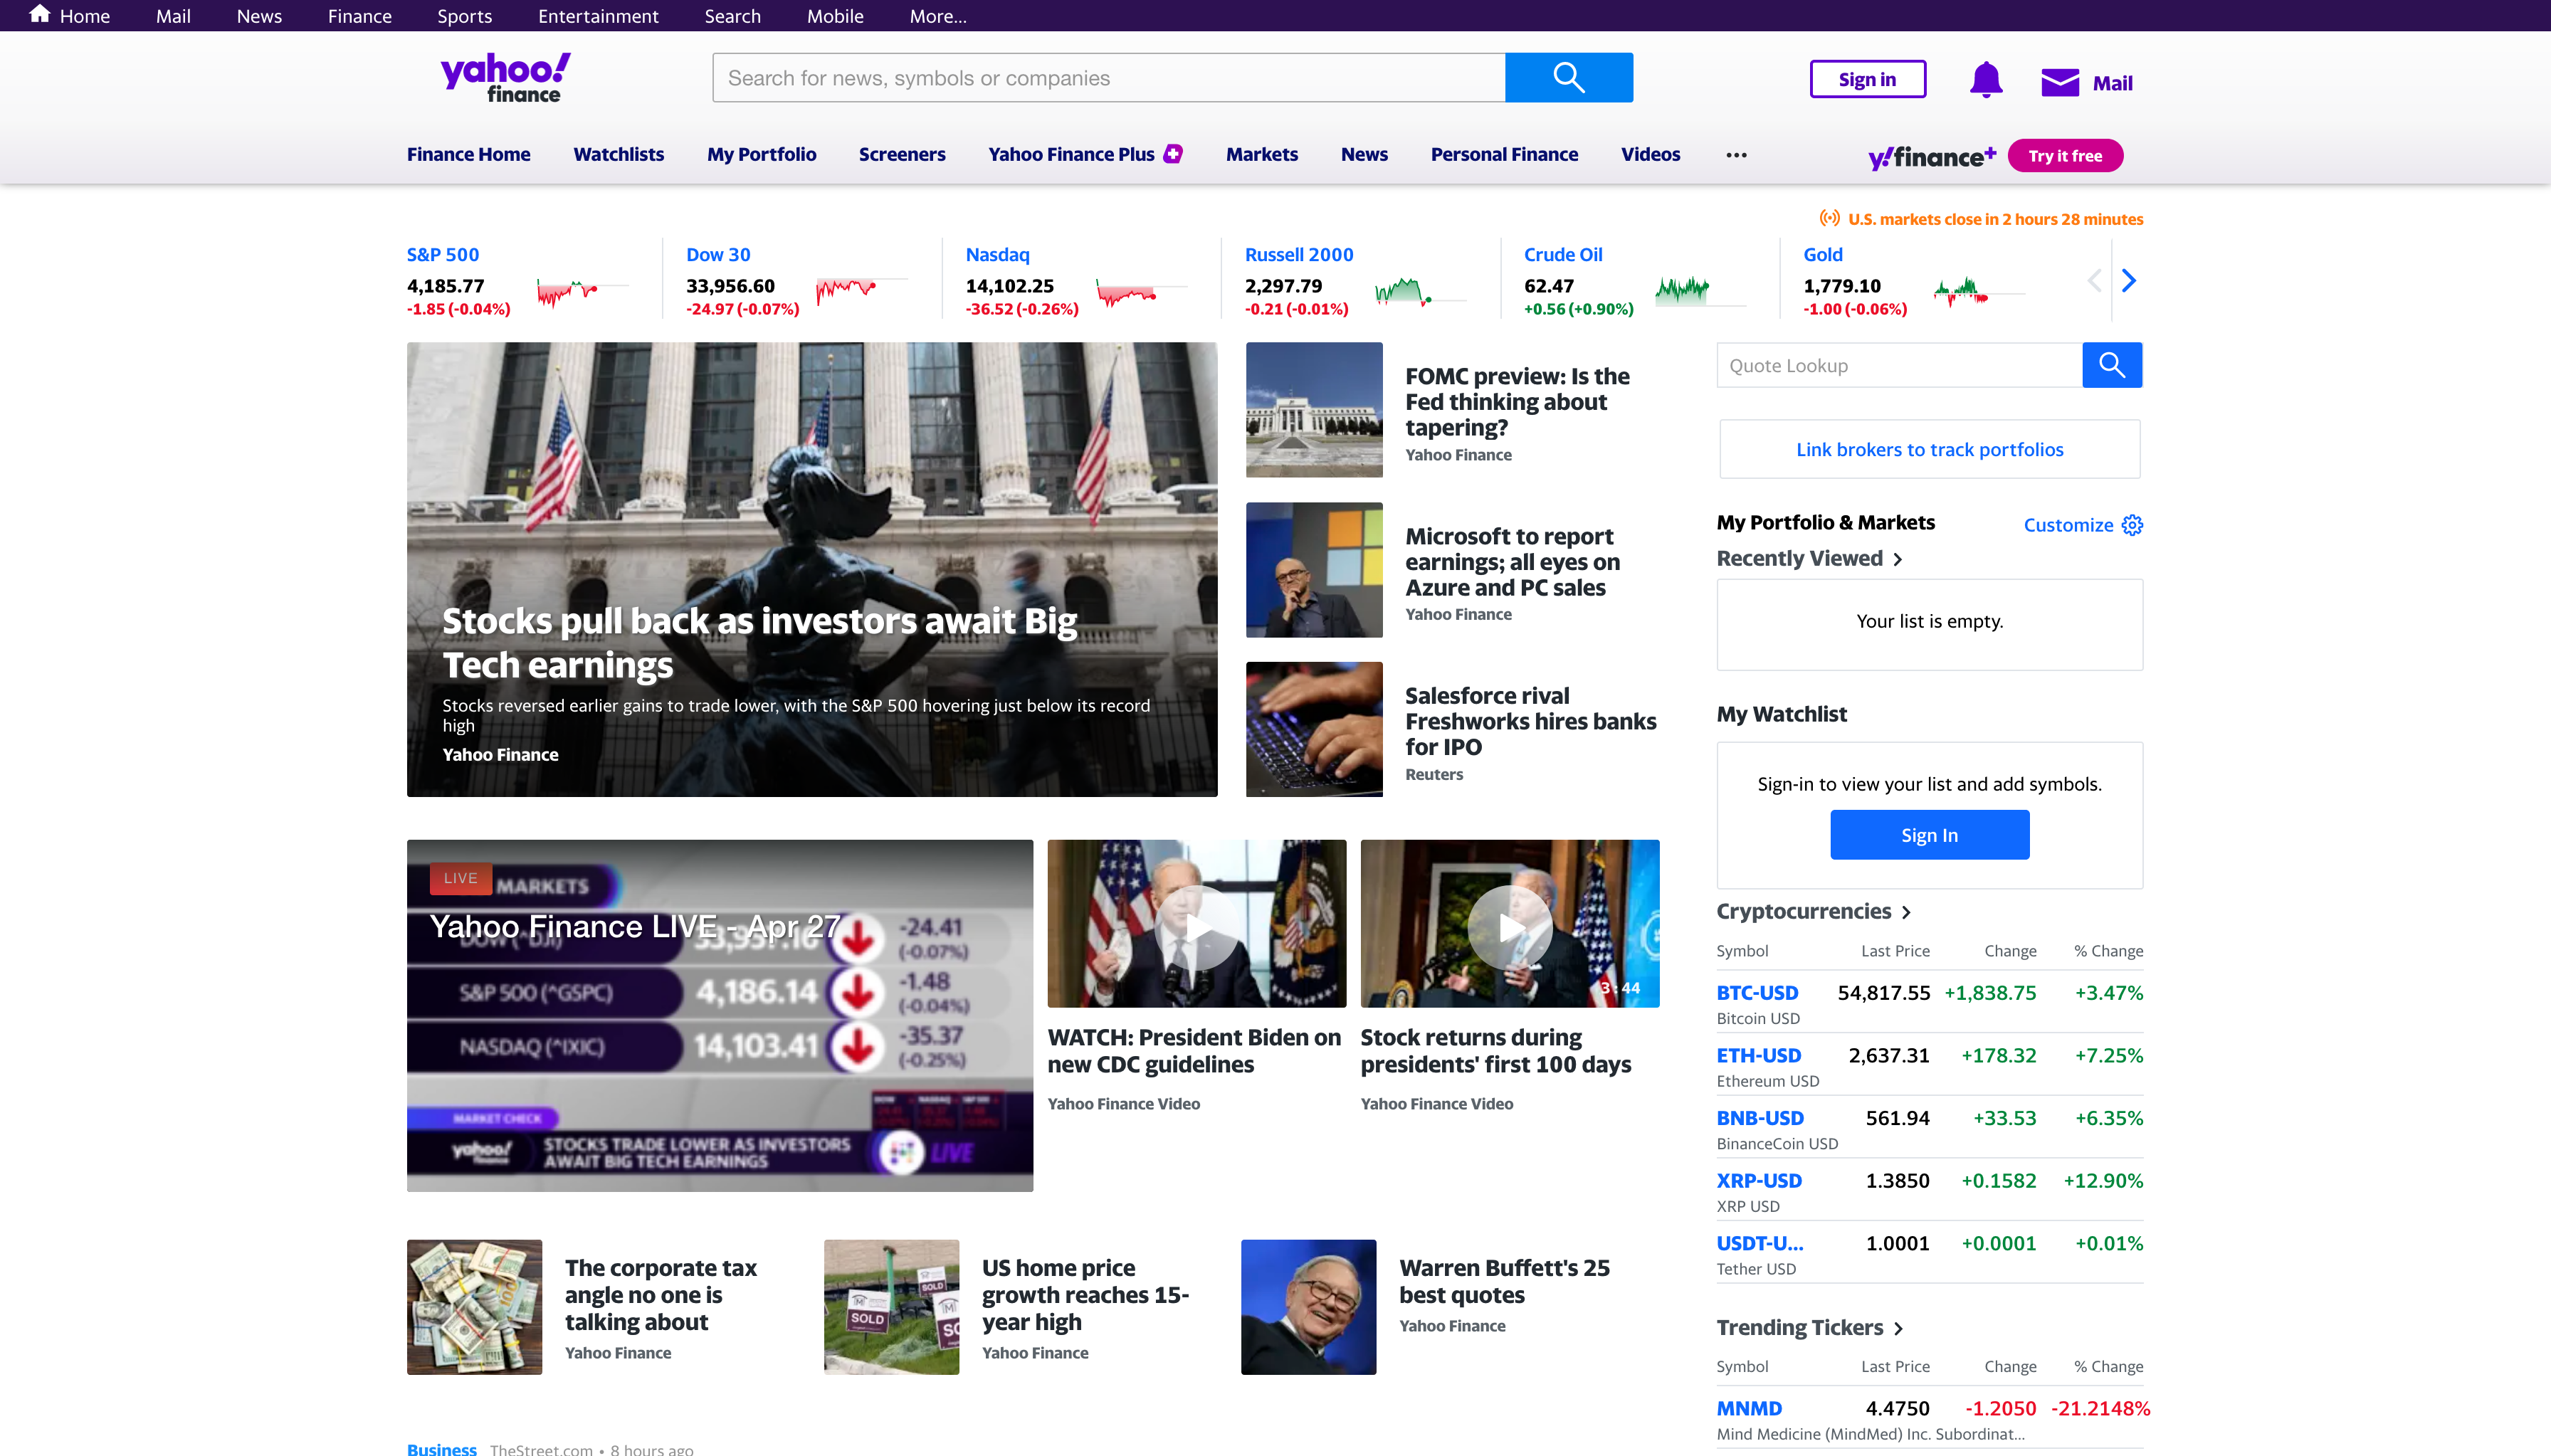 Home Mail News Finance Sports Entertainment Search Mobile More...
yahoo!
finance
Search for news, symbols or companies
Sign in
Mail
Finance Home Watchlists My Portfolio Screeners Yahoo Finance Plus Markets News Personal Finance Videos ...
y!finance+ Try it free
U.S. markets close in 2 hours 28 minutes
S&P 500
4,185.77
-1.85 (-0.04%)
Dow 30
33,956.60
-24.97 (-0.07%)
Nasdaq
14,102.25
-36.52 (-0.26%)
Russell 2000
2,297.79
-0.21 (-0.01%)
Crude Oil
62.47
+0.56 (+0.90%)
Gold
1,779.10
-1.00 (-0.06%)
Stocks pull back as investors await Big
Tech earnings
Stocks reversed earlier gains to trade lower, with the S&P 500 hovering just below its record
high
Yahoo Finance
FOMC preview: Is the
Fed thinking about
tapering?
Yahoo Finance
Microsoft to report
earnings; all eyes on
Azure and PC sales
Yahoo Finance
Salesforce rival
Freshworks hires banks
for IPO
Reuters
LIVE MARKETS
Yahoo Finance LIVE - Apr 27
DOW (^DJI) -24.41
(-0.07%)
S&P 500 (^GSPC) 4,186.14 -1.48
(-0.04%)
NASDAQ (^IXIC) 14,103.41 -35.37
(-0.25%)
MARKET CHECK
yahoo!
finance
STOCKS TRADE LOWER AS INVESTORS
AWAIT BIG TECH EARNINGS
LIVE
WATCH: President Biden on
new CDC guidelines
Yahoo Finance Video
3:44
Stock returns during
presidents' first 100 days
Yahoo Finance Video
The corporate tax
angle no one is
talking about
Yahoo Finance
SOLD
SOLD
US home price
growth reaches 15-
year high
Yahoo Finance
Warren Buffett's 25
best quotes
Yahoo Finance
Business TheStreet.com • 8 hours ago
Quote Lookup
Link brokers to track portfolios
My Portfolio & Markets Customize
Recently Viewed
Your list is empty.
My Watchlist
Sign-in to view your list and add symbols.
Sign In
Cryptocurrencies
Symbol Last Price Change % Change
BTC-USD 54,817.55 +1,838.75 +3.47%
Bitcoin USD
ETH-USD 2,637.31 +178.32 +7.25%
Ethereum USD
BNB-USD 561.94 +33.53 +6.35%
BinanceCoin USD
XRP-USD 1.3850 +0.1582 +12.90%
XRP USD
USDT-U... 1.0001 +0.0001 +0.01%
Tether USD
Trending Tickers
Symbol Last Price Change % Change
MNMD 4.4750 -1.2050 -21.2148%
Mind Medicine (MindMed) Inc. Subordinat...